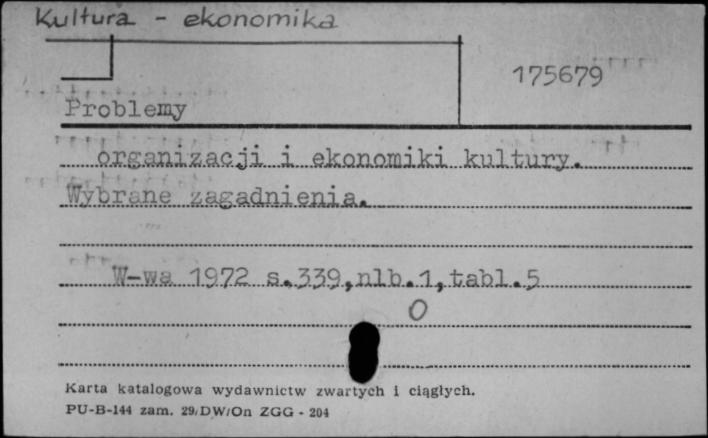 Kultura - ekonomika
175679
Problemy
organizacji i ekonomiki kultury.
Wybrane zagadnienia.
W-wa 1972 s.339,nlb.1,tabl.5
O
Karta katalogowa wydawnictw zwartych i ciągłych.
PU-B-144 zam. 29/DW/On ZGG - 204